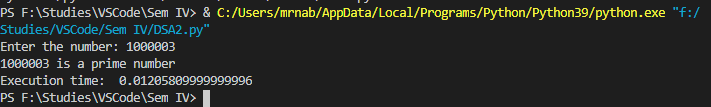 PS F:\Studies\VSCode\Sem IV> & C:/Users/mrnab/AppData/Local/Programs/Python/Python39/python.exe "f:/
Studies/VSCode/Sem IV/DSA2.py"
Enter the number: 1000003
1000003 is a prime number
Execution time:  0.01205809999999996
PS F:\Studies\VSCode\Sem IV>